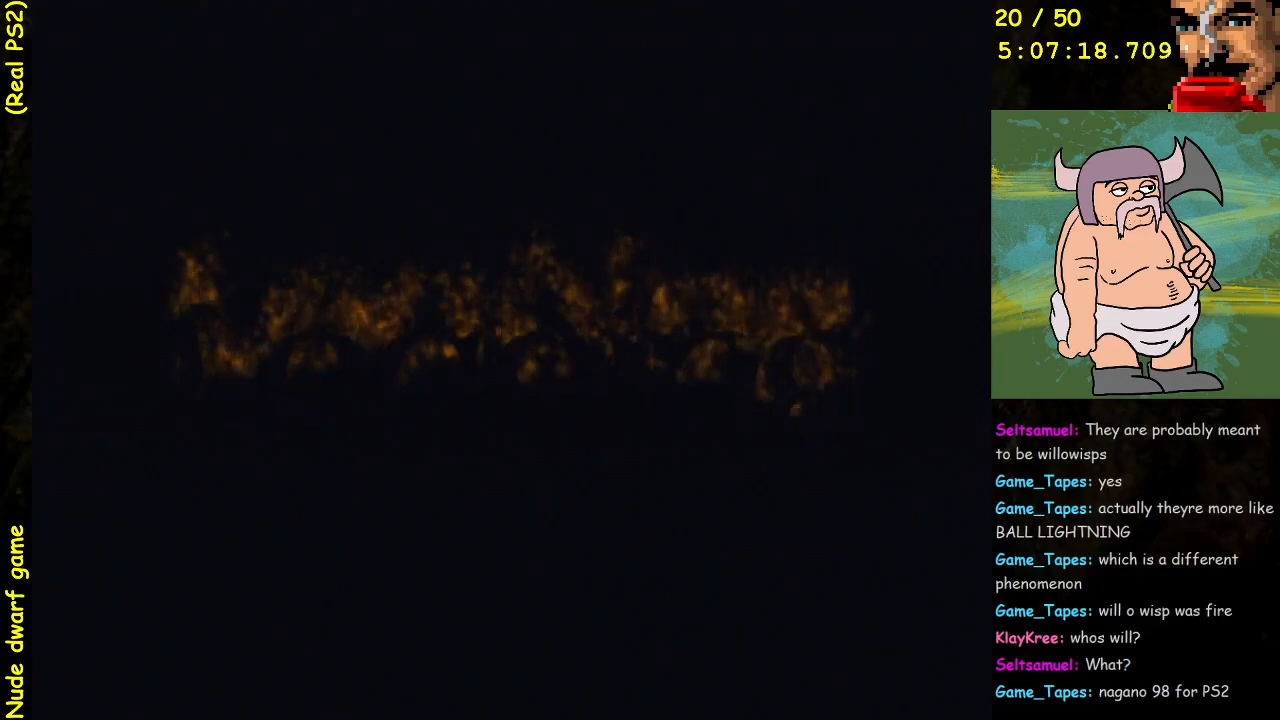 (Real PS2)
Nude dwarf game
20 / 50
5:07:18.709
Seltsamuel: They are probably meant
to be willowisps
Game_Tapes: yes
Game_Tapes: actually theyre more like
BALL LIGHTNING
Game_Tapes: which is a different
phenomenon
Game_Tapes: will o wisp was fire
KlayKree: whos will?
Seltsamuel: What?
Game_Tapes: nagano 98 for PS2